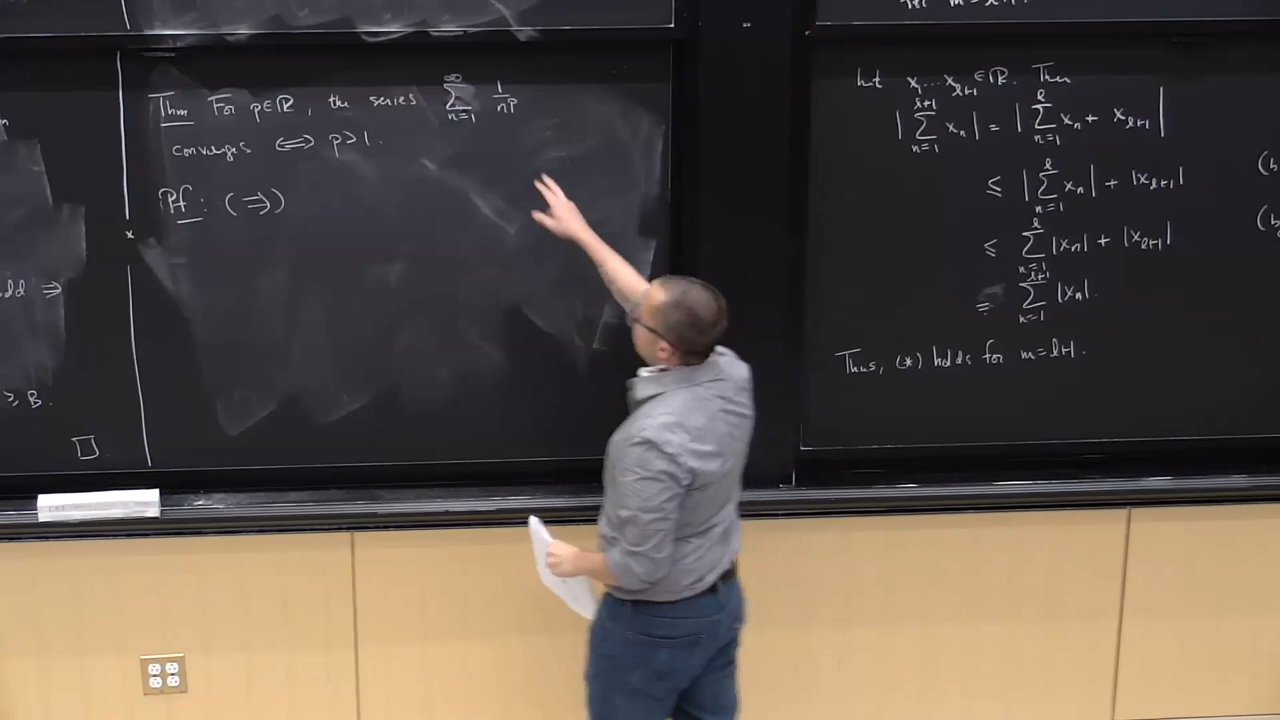 Thm For p∈ℝ, the series ∑_{n=1}^{∞} 1/n^p
converges ⟺ p>1.
Pf: (⟹)
odd ⟹
≥ B.
□
let x_1...x_{ℓ+1}∈ℝ. Then
|∑_{n=1}^{ℓ+1} x_n| = |∑_{n=1}^{ℓ} x_n + x_{ℓ+1}|
≤ |∑_{n=1}^{ℓ} x_n| + |x_{ℓ+1}|
≤ ∑_{n=1}^{ℓ} |x_n| + |x_{ℓ+1}|
= ∑_{n=1}^{ℓ+1} |x_n|.
Thus, (*) holds for m=ℓ+1.